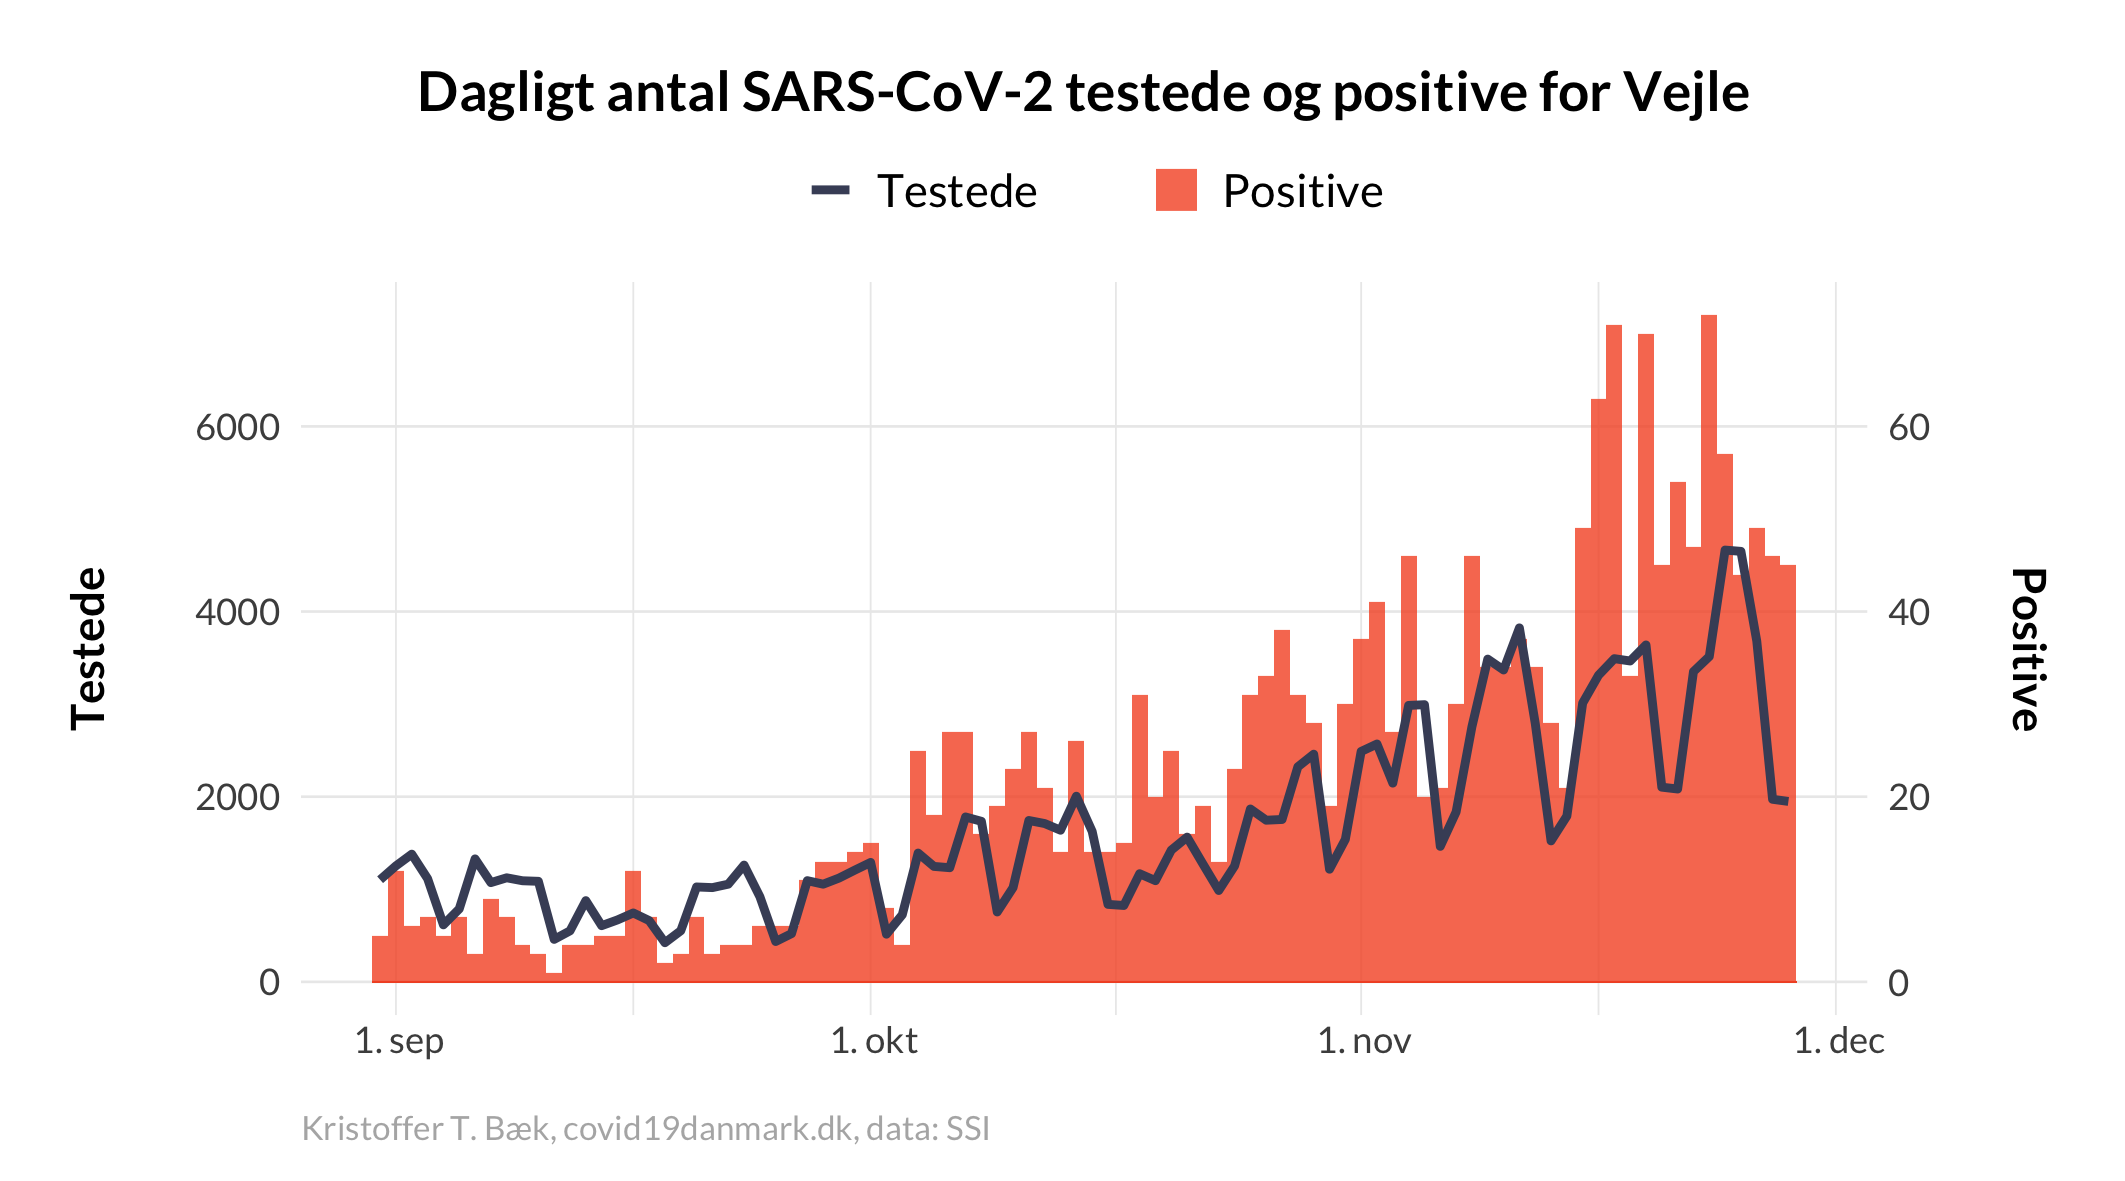 Dagligt antal SARS-CoV-2 testede og positive for Vejle
Testede
Positive
6000
4000
2000
0
60
40
20
0
Testede
Positive
1. sep
1. okt
1. nov
1. dec
Kristoffer T. Bæk, covid19danmark.dk, data: SSI